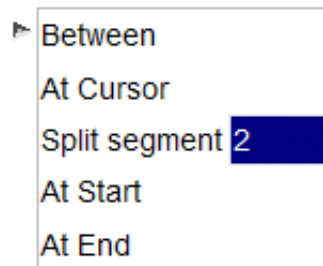 Between
At Cursor
Split segment 2
At Start
At End